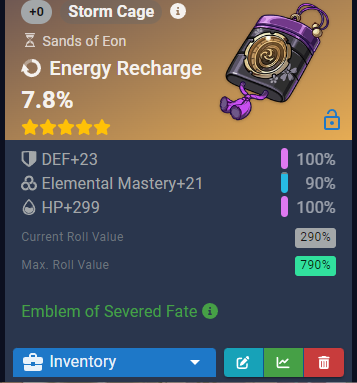 +0 Storm Cage
Sands of Eon
Energy Recharge
7.8%
DEF+23 100%
Elemental Mastery+21 90%
HP+299 100%
Current Roll Value 290%
Max. Roll Value 790%
Emblem of Severed Fate
Inventory